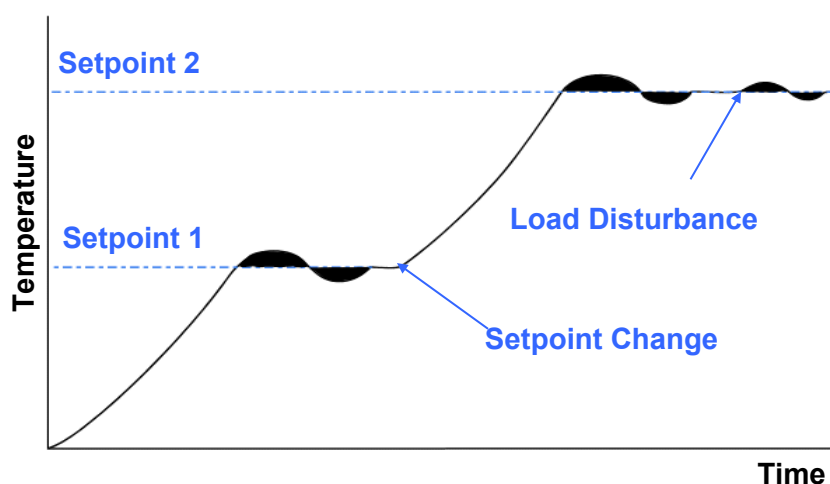 Setpoint 2
Temperature
Setpoint 1
Load Disturbance
Setpoint Change
Time